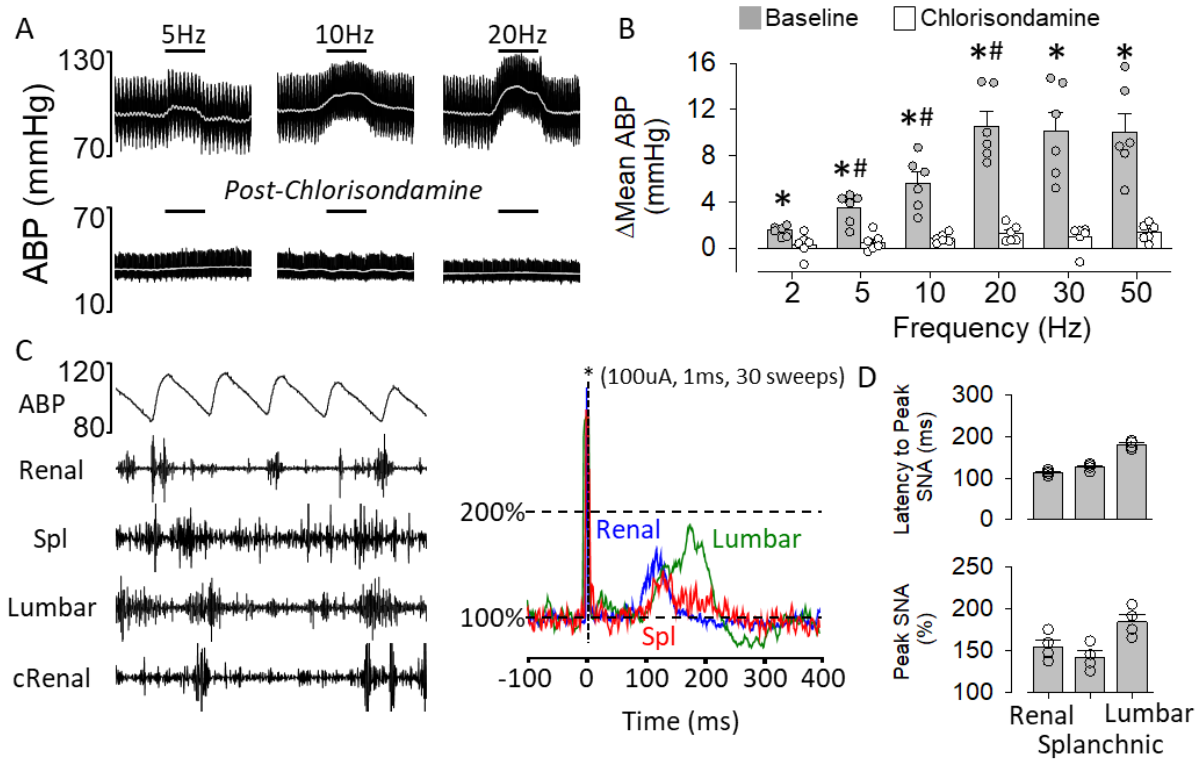 A
5Hz 10Hz 20Hz
130
70
ABP (mmHg)
Post-Chlorisondamine
70
10
B
Baseline Chlorisondamine
ΔMean ABP
(mmHg)
16
12
8
4
0
* *# *# *# * *
2 5 10 20 30 50
Frequency (Hz)
C
120
ABP
80
Renal
Spl
Lumbar
cRenal
* (100uA, 1ms, 30 sweeps)
200%
Renal
Lumbar
100%
Spl
-100 0 100 200 300 400
Time (ms)
D
Latency to Peak
SNA (ms)
300
200
100
0
Peak SNA
(%)
250
200
150
100
Renal Lumbar
Splanchnic